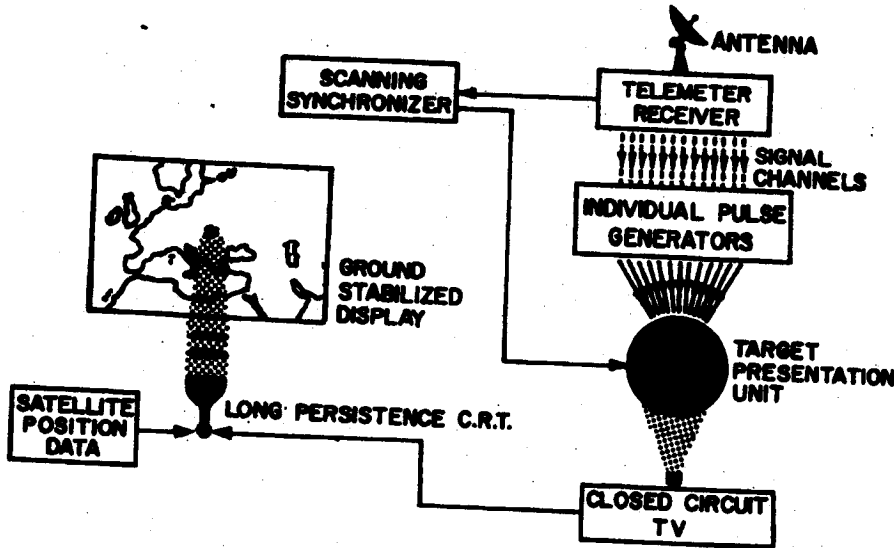 ANTENNA
SCANNING
SYNCHRONIZER
TELEMETER
RECEIVER
SIGNAL
CHANNELS
INDIVIDUAL PULSE
GENERATORS
GROUND
STABILIZED
DISPLAY
TARGET
PRESENTATION
UNIT
SATELLITE
POSITION
DATA
LONG PERSISTENCE C.R.T.
CLOSED CIRCUIT
TV